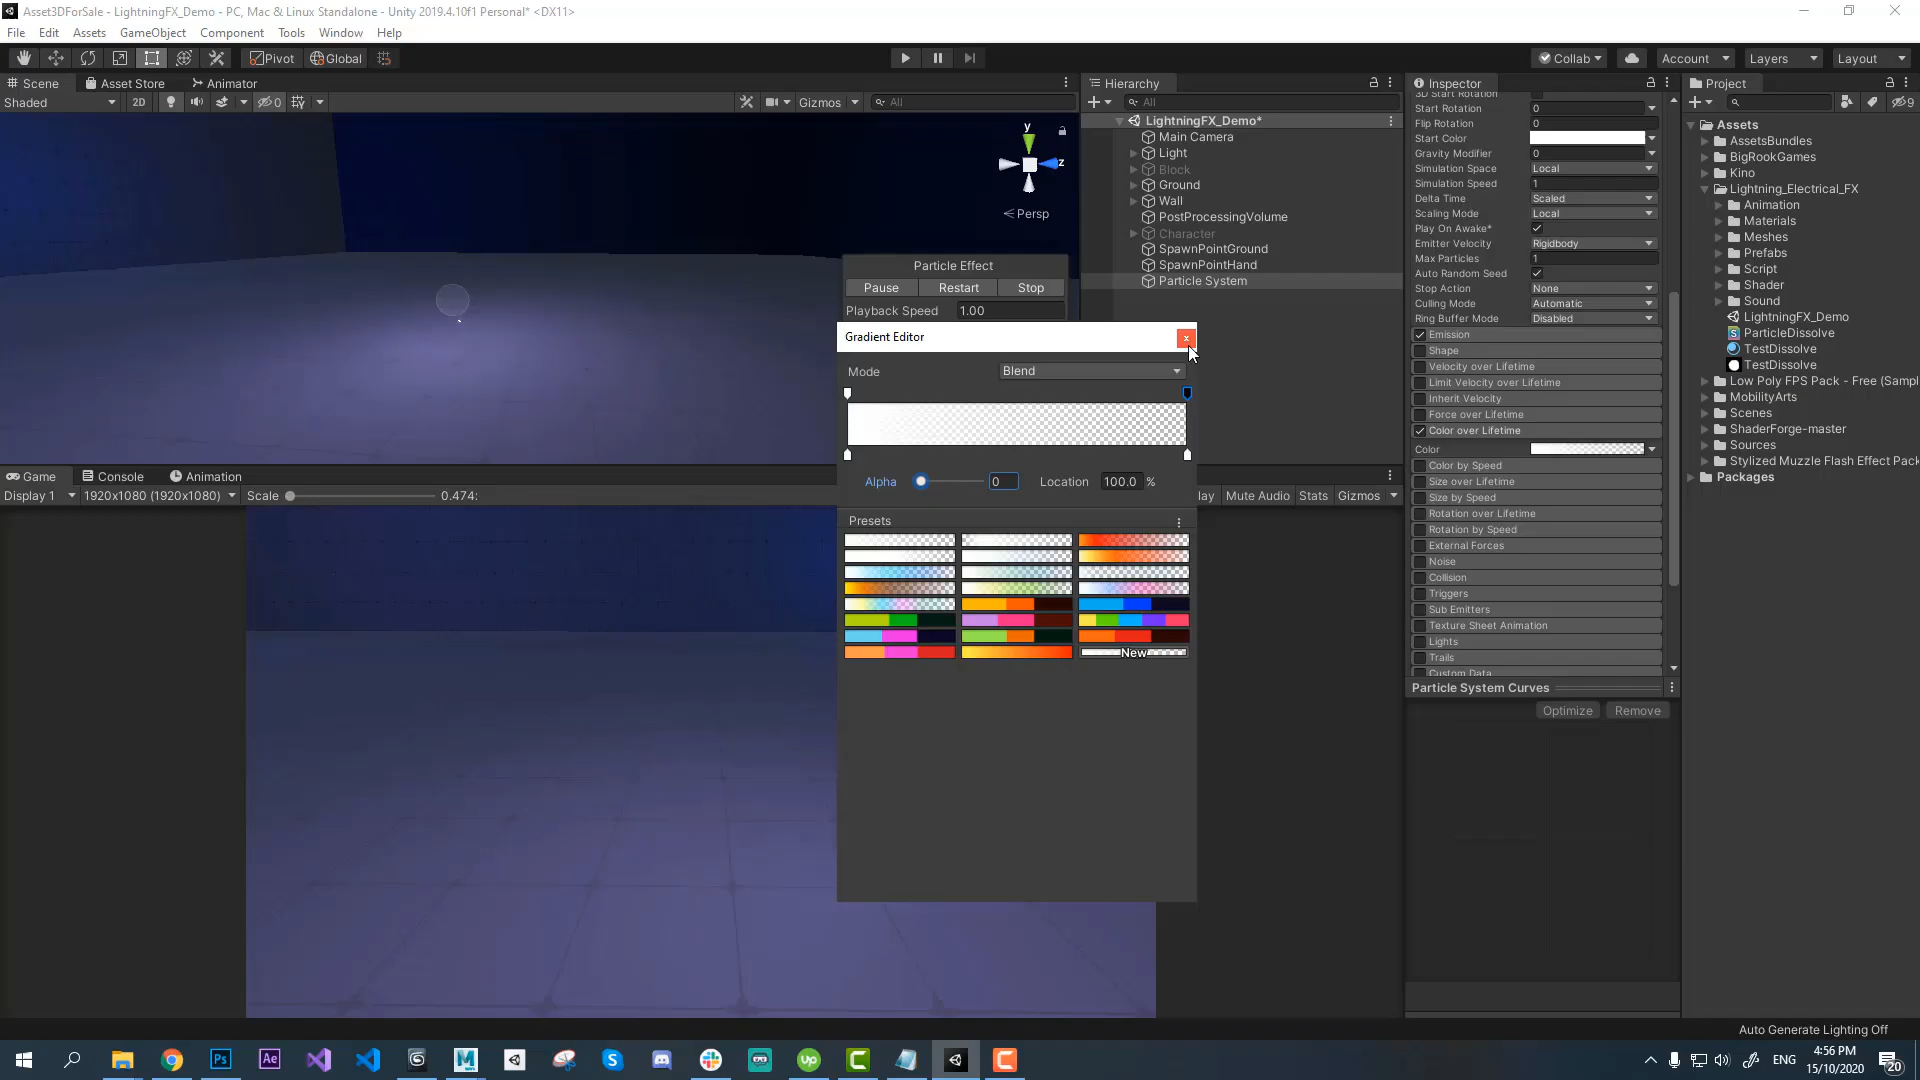 Asset3DForSale - LightningFX_Demo - PC, Mac & Linux Standalone - Unity 2019.4.10f1 Personal* <DX11>
File Edit Assets GameObject Component Tools Window Help
Pivot Global Collab Account Layers Layout
Scene Asset Store Animator
Shaded 2D 0 Gizmos All
y
z
Persp
Particle Effect
Pause Restart Stop
Playback Speed 1.00
Gradient Editor
Mode Blend
Alpha 0 Location 100.0 %
Presets
New
Game Console Animation
Display 1 1920x1080 (1920x1080) Scale 0.474: lay Mute Audio Stats Gizmos
Hierarchy
All
LightningFX_Demo*
Main Camera
Light
Block
Ground
Wall
PostProcessingVolume
Character
SpawnPointGround
SpawnPointHand
Particle System
Inspector
3D Start Rotation
Start Rotation 0
Flip Rotation 0
Start Color
Gravity Modifier 0
Simulation Space Local
Simulation Speed 1
Delta Time Scaled
Scaling Mode Local
Play On Awake*
Emitter Velocity Rigidbody
Max Particles 1
Auto Random Seed
Stop Action None
Culling Mode Automatic
Ring Buffer Mode Disabled
Emission
Shape
Velocity over Lifetime
Limit Velocity over Lifetime
Inherit Velocity
Force over Lifetime
Color over Lifetime
Color
Color by Speed
Size over Lifetime
Size by Speed
Rotation over Lifetime
Rotation by Speed
External Forces
Noise
Collision
Triggers
Sub Emitters
Texture Sheet Animation
Lights
Trails
Custom Data
Particle System Curves
Optimize Remove
Project
9
Assets
AssetsBundles
BigRookGames
Kino
Lightning_Electrical_FX
Animation
Materials
Meshes
Prefabs
Script
Shader
Sound
LightningFX_Demo
ParticleDissolve
TestDissolve
TestDissolve
Low Poly FPS Pack - Free (Sampl
MobilityArts
Scenes
ShaderForge-master
Sources
Stylized Muzzle Flash Effect Pack
Packages
Auto Generate Lighting Off
Ps Ae ENG 4:56 PM
15/10/2020
20